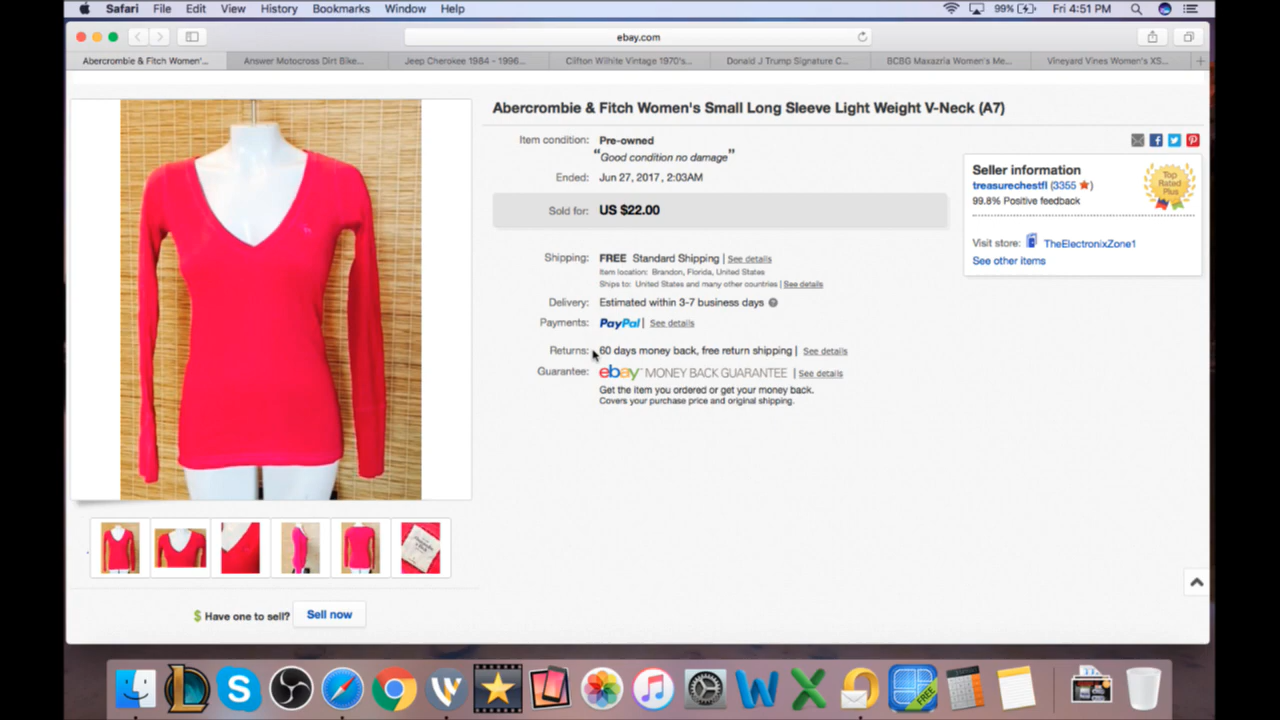 Safari File Edit View History Bookmarks Window Help 99% Fri 4:51 PM
ebay.com
Abercrombie & Fitch Women'... Answer Motocross Dirt Bike... Jeep Cherokee 1984 - 1996... Clifton Wilhite Vintage 1970's... Donald J Trump Signature C... BCBG Maxazria Women's Me... Vineyard Vines Women's XS...
Abercrombie & Fitch Women's Small Long Sleeve Light Weight V-Neck (A7)
Item condition: Pre-owned
"Good condition no damage"
Ended: Jun 27, 2017 , 2:03AM
Sold for: US $22.00
Shipping: FREE Standard Shipping | See details
Item location: Brandon, Florida, United States
Ships to: United States and many other countries | See details
Delivery: Estimated within 3-7 business days
Payments: PayPal | See details
Returns: 60 days money back, free return shipping | See details
Guarantee: ebay MONEY BACK GUARANTEE | See details
Get the item you ordered or get your money back.
Covers your purchase price and original shipping.
Seller information
treasurechestfl (3355)
99.8% Positive feedback
Top
Rated
Plus
Visit store: TheElectronixZone1
See other items
$ Have one to sell? Sell now
FREE